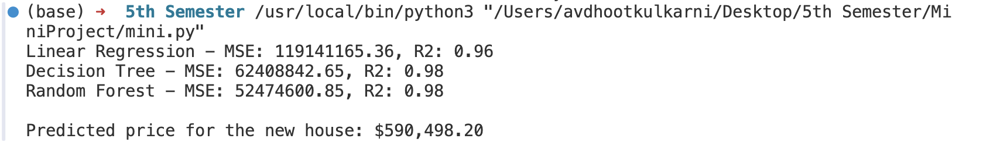 (base) ➜  5th Semester /usr/local/bin/python3 "/Users/avdhootkulkarni/Desktop/5th Semester/Mi
niProject/mini.py"
Linear Regression – MSE: 119141165.36, R2: 0.96
Decision Tree – MSE: 62408842.65, R2: 0.98
Random Forest – MSE: 52474600.85, R2: 0.98
Predicted price for the new house: $590,498.20